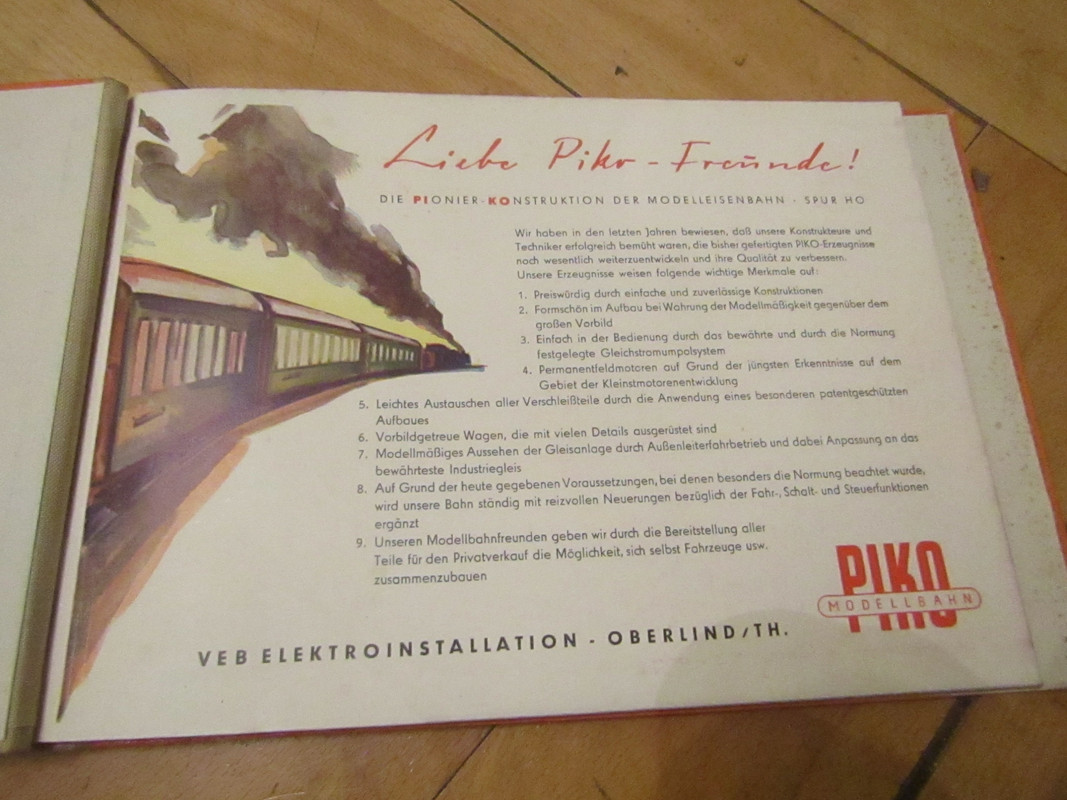 Liebe Piko-Freunde!
DIE PIONIER-KONSTRUKTION DER MODELLEISENBAHN · SPUR HO
Wir haben in den letzten Jahren bewiesen, daß unsere Konstrukteure und
Techniker erfolgreich bemüht waren, die bisher gefertigten PIKO-Erzeugnisse
noch wesentlich weiterzuentwickeln und ihre Qualität zu verbessern.
Unsere Erzeugnisse weisen folgende wichtige Merkmale auf:
1. Preiswürdig durch einfache und zuverlässige Konstruktionen
2. Formschön im Aufbau bei Wahrung der Modellmäßigkeit gegenüber dem
großen Vorbild
3. Einfach in der Bedienung durch das bewährte und durch die Normung
festgelegte Gleichstromumpolsystem
4. Permanentfeldmotoren auf Grund der jüngsten Erkenntnisse auf dem
Gebiet der Kleinstmotorenentwicklung
5. Leichtes Austauschen aller Verschleißteile durch die Anwendung eines besonderen patentgeschützten
Aufbaues
6. Vorbildgetreue Wagen, die mit vielen Details ausgerüstet sind
7. Modellmäßiges Aussehen der Gleisanlage durch Außenleiterfahrbetrieb und dabei Anpassung an das
bewährteste Industriegleis
8. Auf Grund der heute gegebenen Voraussetzungen, bei denen besonders die Normung beachtet wurde,
wird unsere Bahn ständig mit reizvollen Neuerungen bezüglich der Fahr-, Schalt- und Steuerfunktionen
ergänzt
9. Unseren Modellbahnfreunden geben wir durch die Bereitstellung aller
Teile für den Privatverkauf die Möglichkeit, sich selbst Fahrzeuge usw.
zusammenzubauen
PIKO
MODELLBAHN
VEB ELEKTROINSTALLATION - OBERLIND/TH.